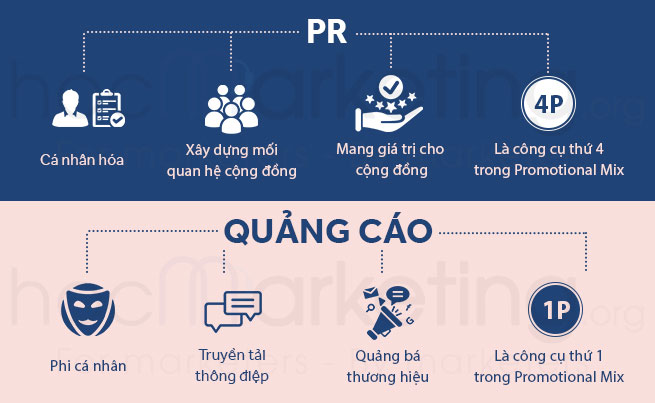 PR
4P
Cá nhân hóa
Xây dựng mối
quan hệ cộng đồng
Mang giá trị cho
cộng đồng
Là công cụ thứ 4
trong Promotional Mix
QUẢNG CÁO
1P
Phi cá nhân
Truyền tải
thông điệp
Quảng bá
thương hiệu
Là công cụ thứ 1
trong Promotional Mix